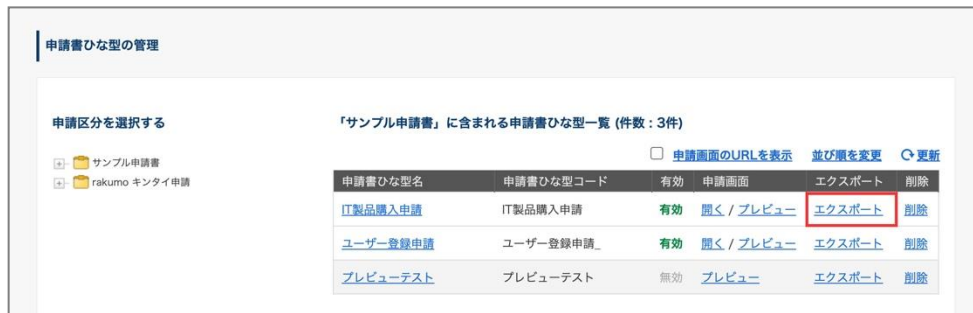 申請書ひな型の管理
申請区分を選択する
サンプル申請書
rakumo キンタイ申請
「サンプル申請書」に含まれる申請書ひな型一覧 (件数 : 3件)
申請画面のURLを表示 並び順を変更 更新
申請書ひな型名 申請書ひな型コード 有効 申請画面 エクスポート 削除
IT製品購入申請 IT製品購入申請 有効 開く / プレビュー エクスポート 削除
ユーザー登録申請 ユーザー登録申請_ 有効 開く / プレビュー エクスポート 削除
プレビューテスト プレビューテスト 無効 プレビュー エクスポート 削除